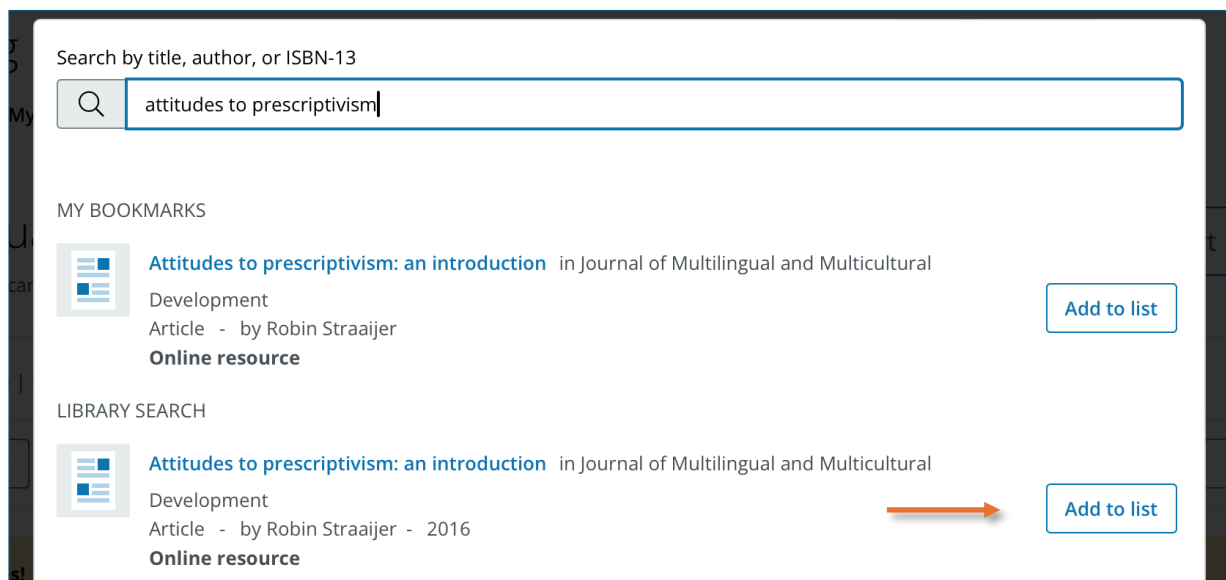 Search by title, author, or ISBN-13
attitudes to prescriptivism
My
MY BOOKMARKS
Attitudes to prescriptivism: an introduction in Journal of Multilingual and Multicultural
Development
Article - by Robin Straaijer
Online resource
Add to list
LIBRARY SEARCH
Attitudes to prescriptivism: an introduction in Journal of Multilingual and Multicultural
Development
Article - by Robin Straaijer - 2016
Online resource
Add to list